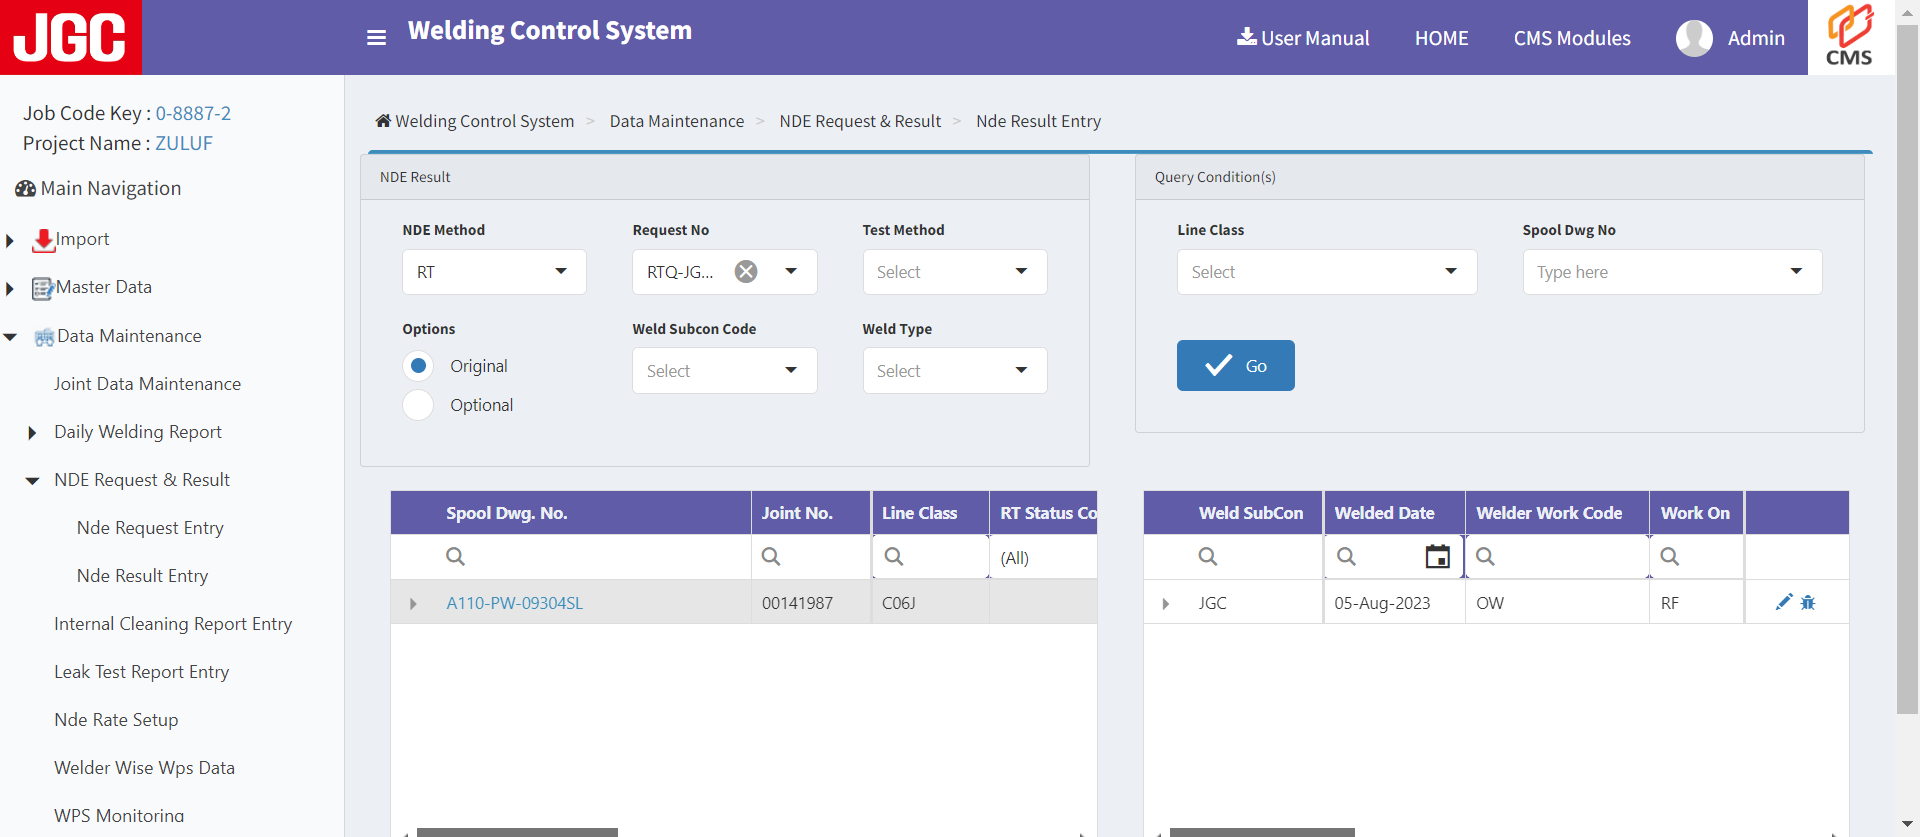 JGC
Welding Control System
User Manual
HOME
CMS Modules
Admin
CMS
Job Code Key : 0-8887-2
Project Name : ZULUF
Main Navigation
Import
Master Data
Data Maintenance
Joint Data Maintenance
Daily Welding Report
NDE Request & Result
Nde Request Entry
Nde Result Entry
Internal Cleaning Report Entry
Leak Test Report Entry
Nde Rate Setup
Welder Wise Wps Data
WPS Monitoring
Welding Control System > Data Maintenance > NDE Request & Result > Nde Result Entry
NDE Result
NDE Method
Request No
Test Method
RT
RTQ-JG...
Select
Options
Weld Subcon Code
Weld Type
Original
Select
Select
Optional
Query Condition(s)
Line Class
Spool Dwg No
Select
Type here
Go
Spool Dwg. No.
Joint No.
Line Class
RT Status Co
(All)
A110-PW-09304SL
00141987
C06J
Weld SubCon
Welded Date
Welder Work Code
Work On
JGC
05-Aug-2023
OW
RF